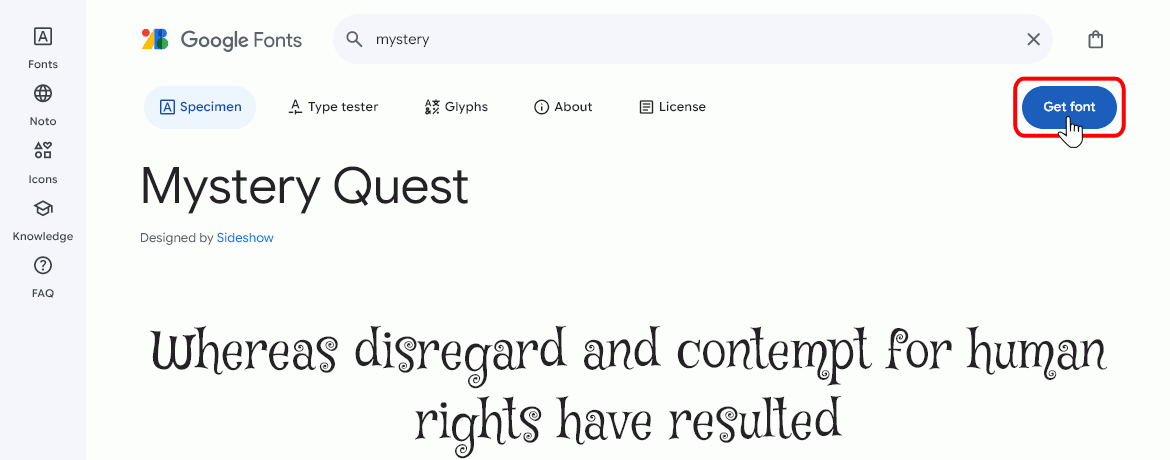 Fonts
Noto
Icons
Knowledge
FAQ
Google Fonts
mystery
Specimen
Type tester
Glyphs
About
License
Get font
Mystery Quest
Designed by Sideshow
Whereas disregard and contempt for human
rights have resulted